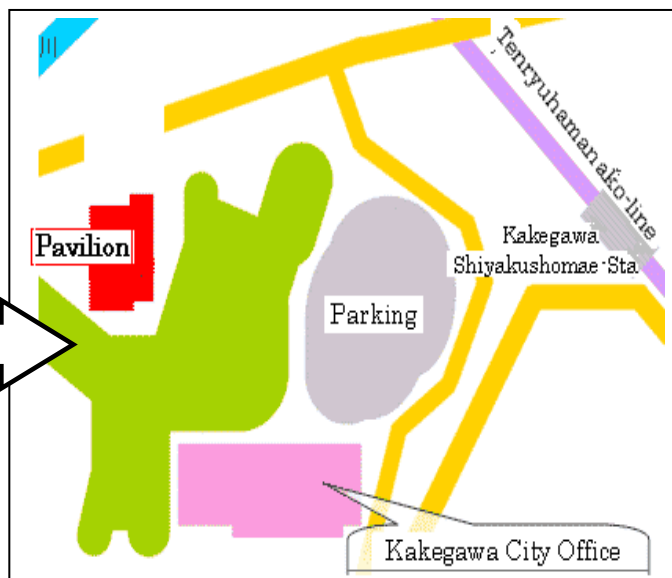 川
Tenryuhamanako-line
Pavilion
Kakegawa
Shiyakushomae-Sta
Parking
Kakegawa City Office